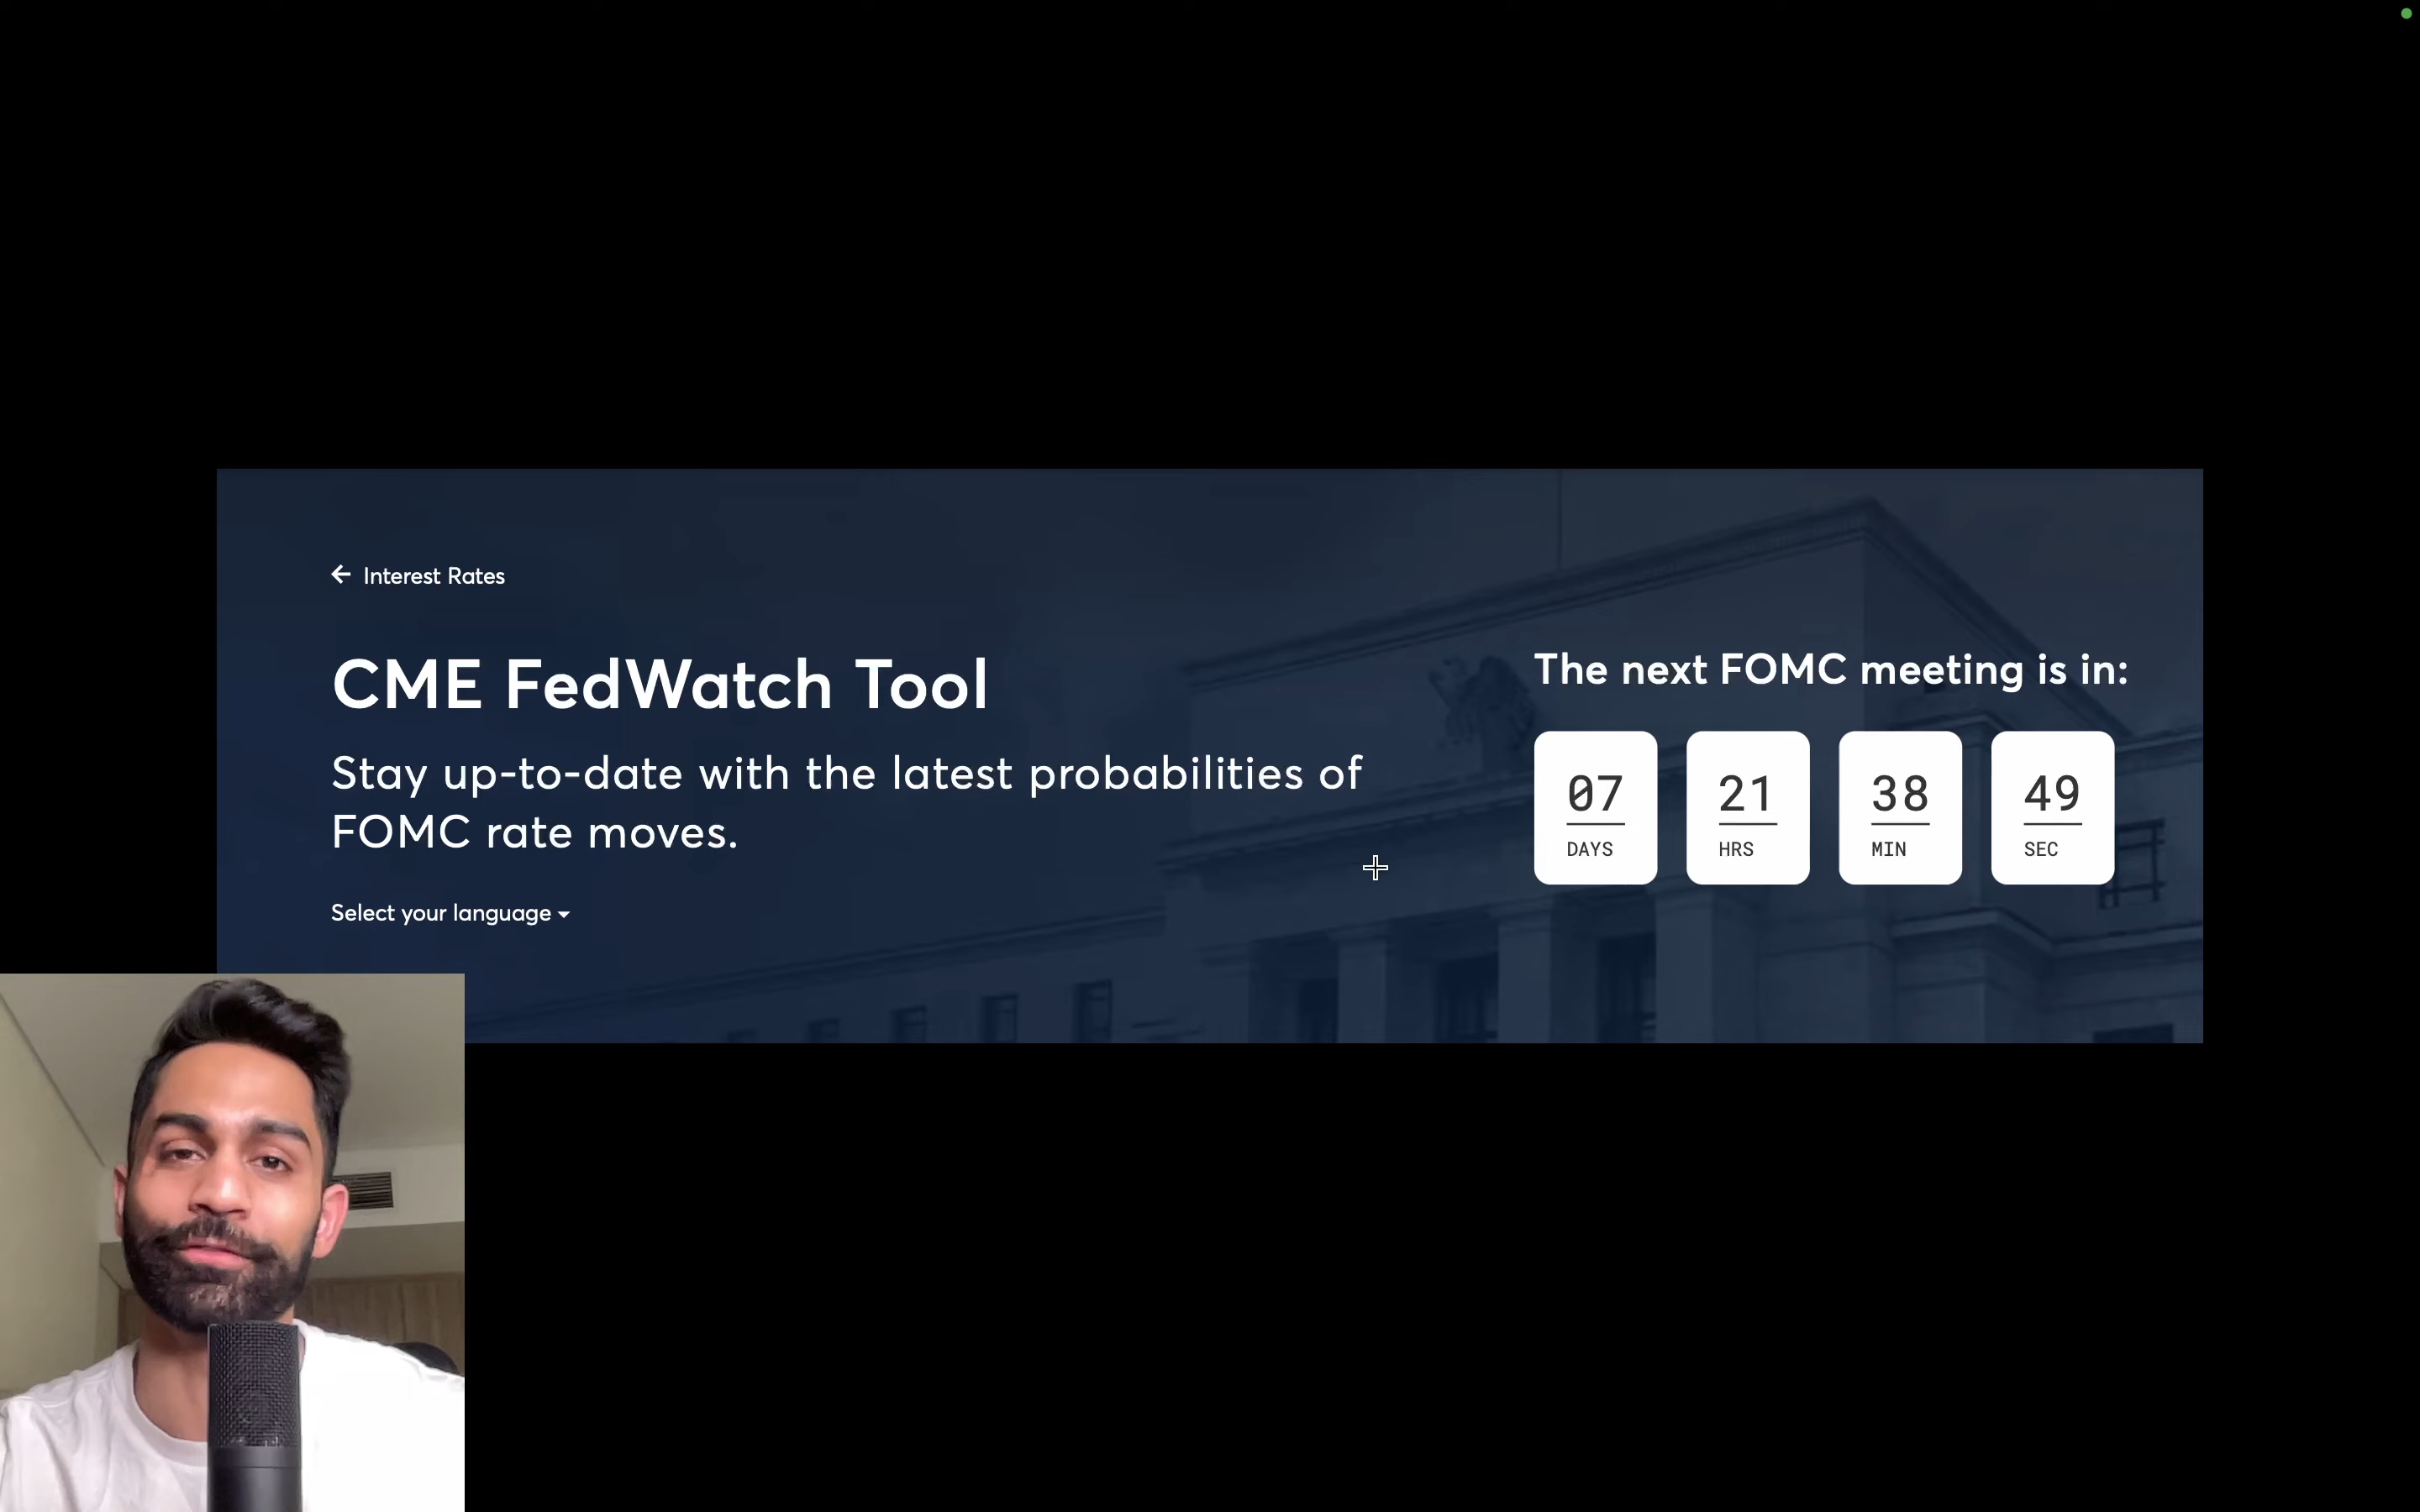 Interest Rates
CME FedWatch Tool
Stay up-to-date with the latest probabilities of
FOMC rate moves.
Select your language
The next FOMC meeting is in:
07 21 38 49
DAYS HRS MIN SEC